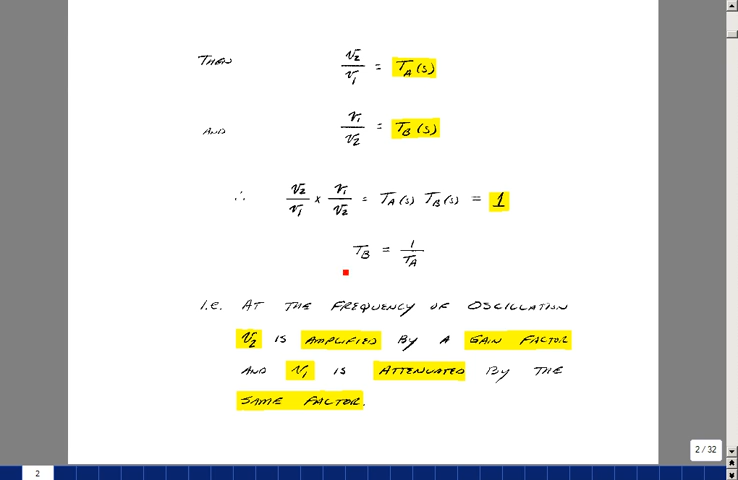 THEN v2/v1 = TA(s)
AND v1/v2 = TB(s)
∴ v2/v1 x v1/v2 = TA(s) TB(s) = 1
TB = 1/TA
I.E. AT THE FREQUENCY OF OSCILLATION
v2 IS AMPLIFIED BY A GAIN FACTOR
AND v1 IS ATTENUATED BY THE
SAME FACTOR.
2 / 32
2